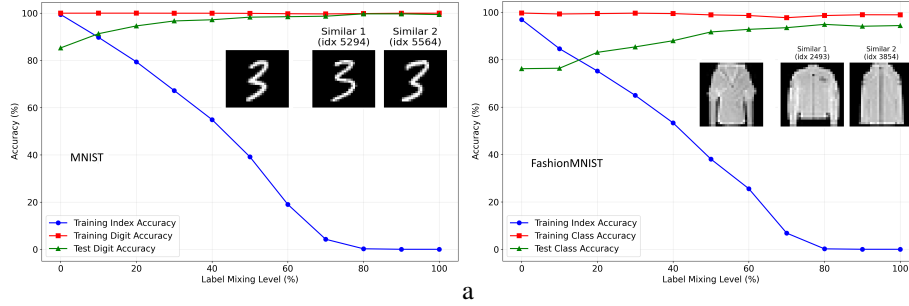 100
80
60
40
20
0
Accuracy (%)
Similar 1
(idx 5294)
Similar 2
(idx 5564)
MNIST
Training Index Accuracy
Training Digit Accuracy
Test Digit Accuracy
0 20 40 60 80 100
Label Mixing Level (%)
100
80
60
40
20
0
Accuracy (%)
Similar 1
(idx 2493)
Similar 2
(idx 3854)
FashionMNIST
Training Index Accuracy
Training Class Accuracy
Test Class Accuracy
0 20 40 60 80 100
Label Mixing Level (%)
3 3 3
a